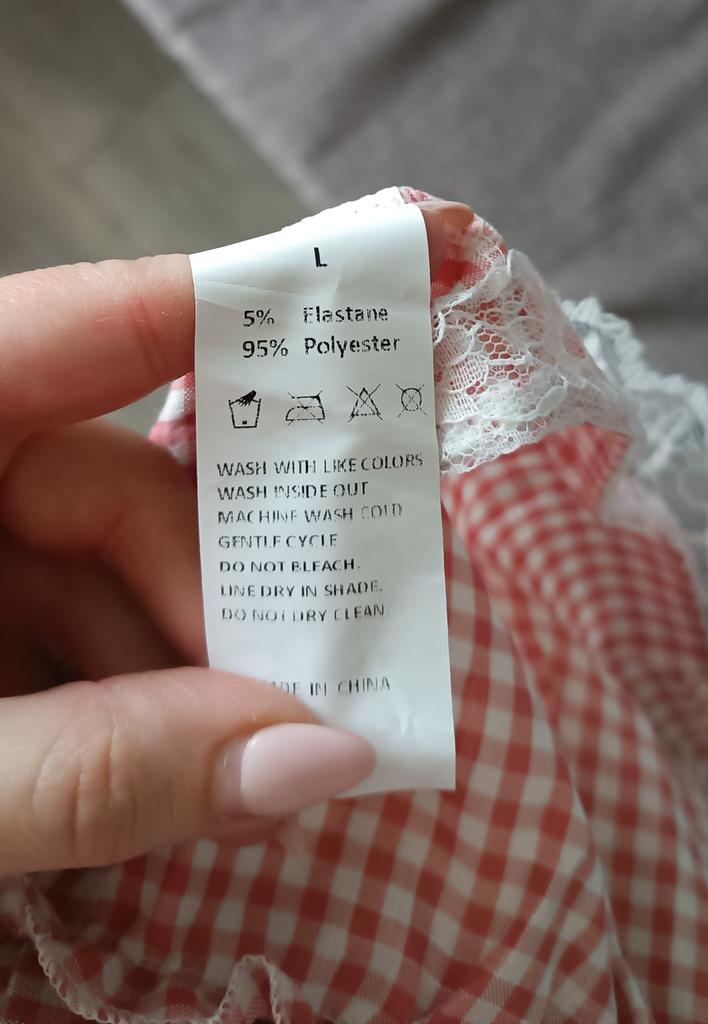 L
5% Elastane
95% Polyester
WASH WITH LIKE COLORS
WASH INSIDE OUT
MACHINE WASH COLD
GENTLE CYCLE
DO NOT BLEACH.
LINE DRY IN SHADE.
DO NOT DRY CLEAN.
IN CHINA